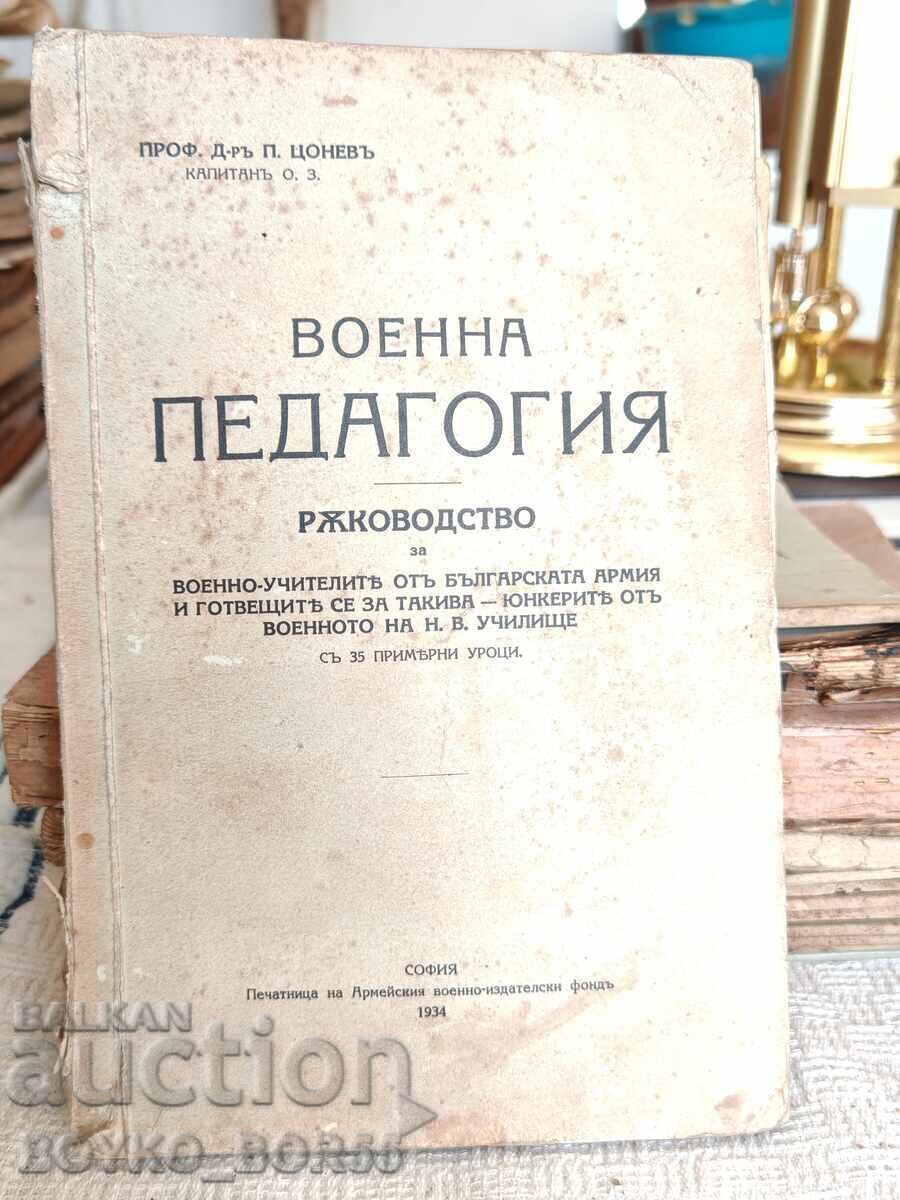 ПРОФ. Д-РЪ П. ЦОНЕВЪ
КАПИТАНЪ О. З.
ВОЕННА
ПЕДАГОГИЯ
РѪКОВОДСТВО
за
ВОЕННО-УЧИТЕЛИТѢ ОТЪ БЪЛГАРСКАТА АРМИЯ
И ГОТВЕЩИТѢ СЕ ЗА ТАКИВА — ЮНКЕРИТѢ ОТЪ
ВОЕННОТО НА Н. В. УЧИЛИЩЕ
СЪ 35 ПРИМѢРНИ УРОЦИ.
СОФИЯ
Печатница на Армейския военно-издателски фондъ
1934
BALKAN
auction
BOYKO_BOR56